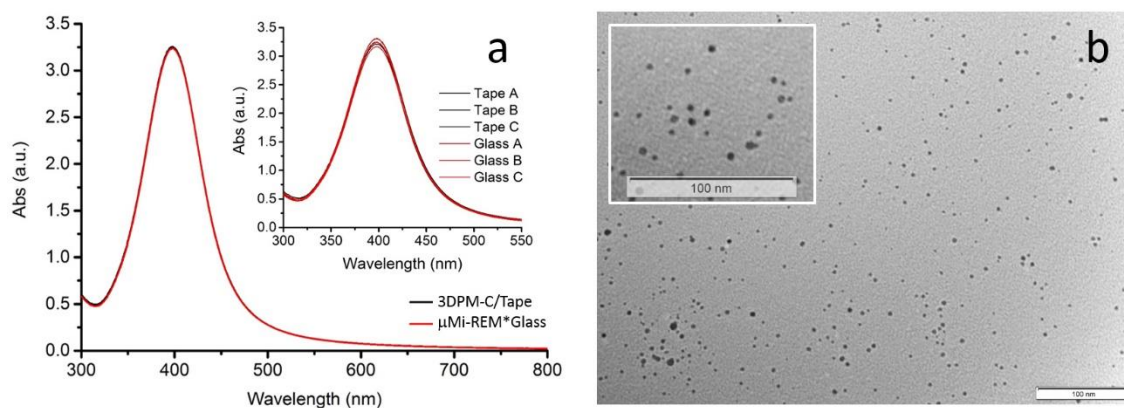 a
Abs (a.u.)
3.5
3.0
2.5
2.0
1.5
1.0
0.5
0.0
300
400
500
600
700
800
Wavelength (nm)
3DPM-C/Tape
μMi-REM*Glass
Abs (a.u.)
3.5
3.0
2.5
2.0
1.5
1.0
0.5
0.0
300
350
400
450
500
550
Wavelength (nm)
Tape A
Tape B
Tape C
Glass A
Glass B
Glass C
b
100 nm
100 nm